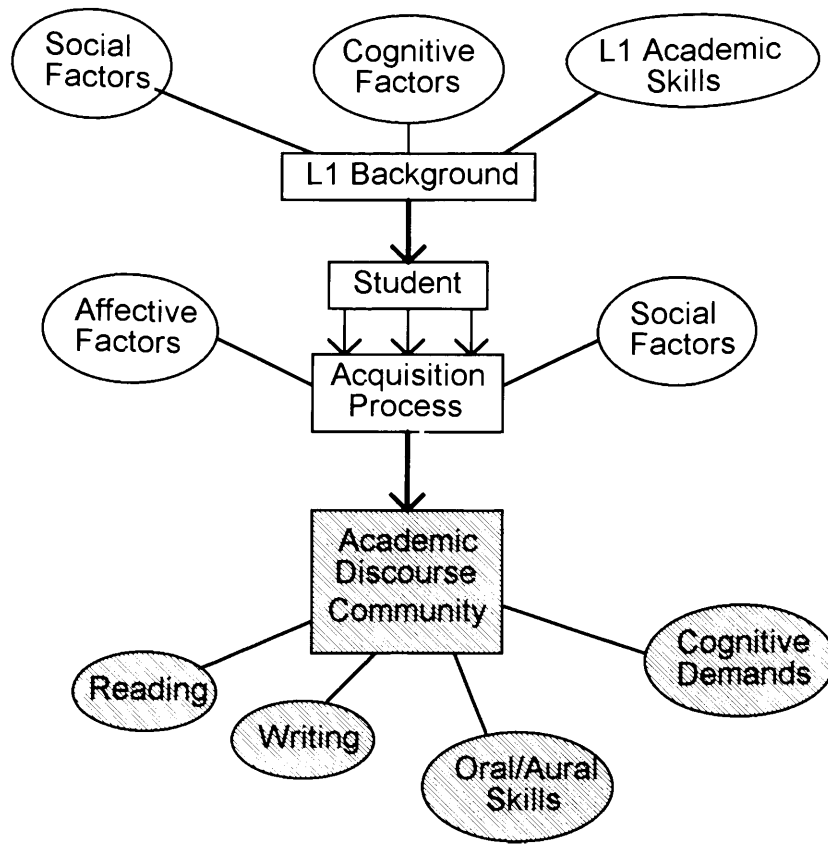 Social
Factors
Cognitive
Factors
L1 Academic
Skills
L1 Background
Student
Affective
Factors
Social
Factors
Acquisition
Process
Academic
Discourse
Community
Cognitive
Demands
Reading
Writing
Oral/Aural
Skills